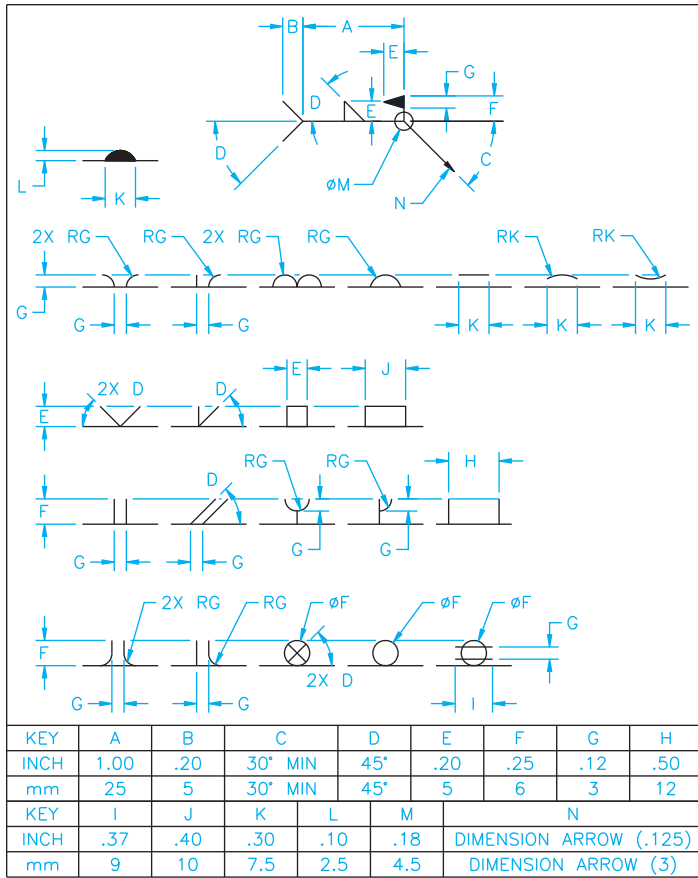 B A
E
G
D E F
D
L K
øM C
N
2X RG RG 2X RG RG RK RK
G
G G K K K
E J
2X D D
E
D RG RG H
F
G G G G
2X RG RG øF øF øF
G
F
2X D
G G I
KEY A B C D E F G H
INCH 1.00 .20 30° MIN 45° .20 .25 .12 .50
mm 25 5 30° MIN 45° 5 6 3 12
KEY I J K L M N
INCH .37 .40 .30 .10 .18 DIMENSION ARROW (.125)
mm 9 10 7.5 2.5 4.5 DIMENSION ARROW (3)